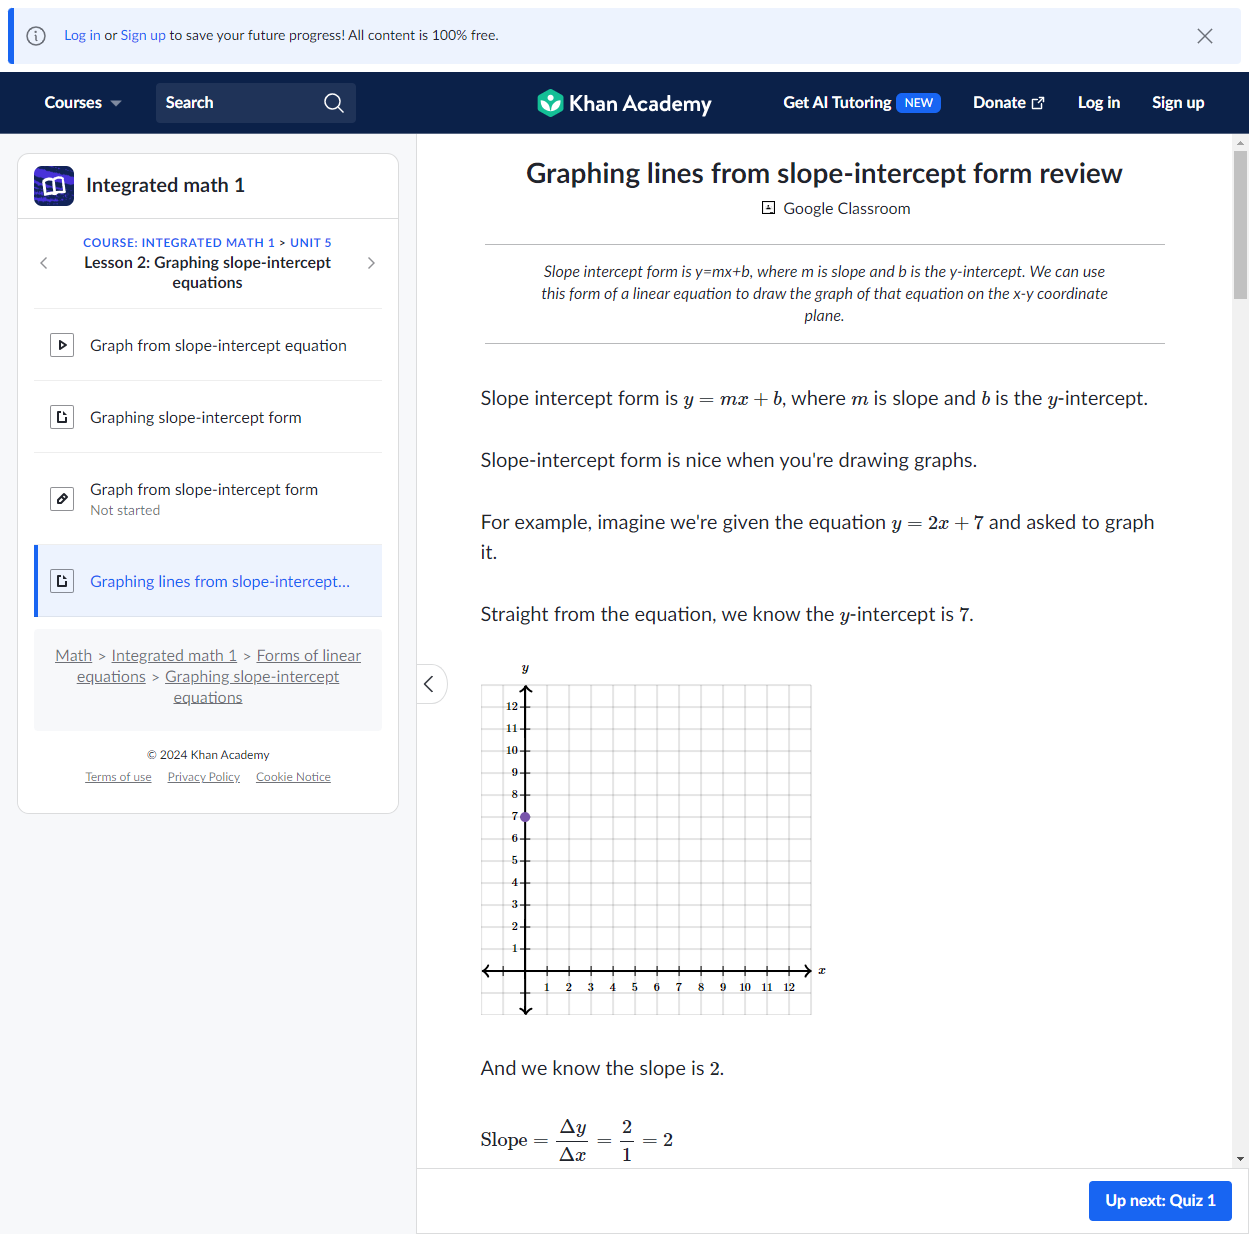 Log in or Sign up to save your future progress! All content is 100% free.
Courses
Search
Khan Academy
Get AI Tutoring NEW
Donate
Log in
Sign up
Integrated math 1
COURSE: INTEGRATED MATH 1 > UNIT 5
Lesson 2: Graphing slope-intercept
equations
Graph from slope-intercept equation
Graphing slope-intercept form
Graph from slope-intercept form
Not started
Graphing lines from slope-intercept...
Math > Integrated math 1 > Forms of linear
equations > Graphing slope-intercept
equations
© 2024 Khan Academy
Terms of use Privacy Policy Cookie Notice
Graphing lines from slope-intercept form review
Google Classroom
Slope intercept form is y=mx+b, where m is slope and b is the y-intercept. We can use
this form of a linear equation to draw the graph of that equation on the x-y coordinate
plane.
Slope intercept form is y = mx + b, where m is slope and b is the y-intercept.
Slope-intercept form is nice when you're drawing graphs.
For example, imagine we're given the equation y = 2x + 7 and asked to graph
it.
Straight from the equation, we know the y-intercept is 7.
y
12
11
10
9
8
7
6
5
4
3
2
1
x
1 2 3 4 5 6 7 8 9 10 11 12
And we know the slope is 2.
Slope = Δy/Δx = 2/1 = 2
Up next: Quiz 1